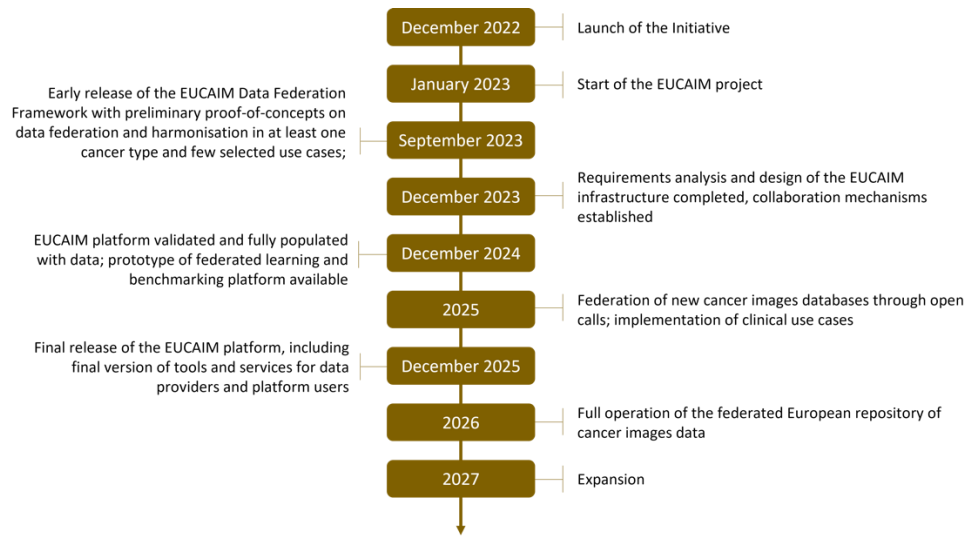 December 2022
Launch of the Initiative
January 2023
Start of the EUCAIM project
Early release of the EUCAIM Data Federation
Framework with preliminary proof-of-concepts on
data federation and harmonisation in at least one
cancer type and few selected use cases;
September 2023
December 2023
Requirements analysis and design of the EUCAIM
infrastructure completed, collaboration mechanisms
established
EUCAIM platform validated and fully populated
with data; prototype of federated learning and
benchmarking platform available
December 2024
2025
Federation of new cancer images databases through open
calls; implementation of clinical use cases
Final release of the EUCAIM platform, including
final version of tools and services for data
providers and platform users
December 2025
2026
Full operation of the federated European repository of
cancer images data
2027
Expansion